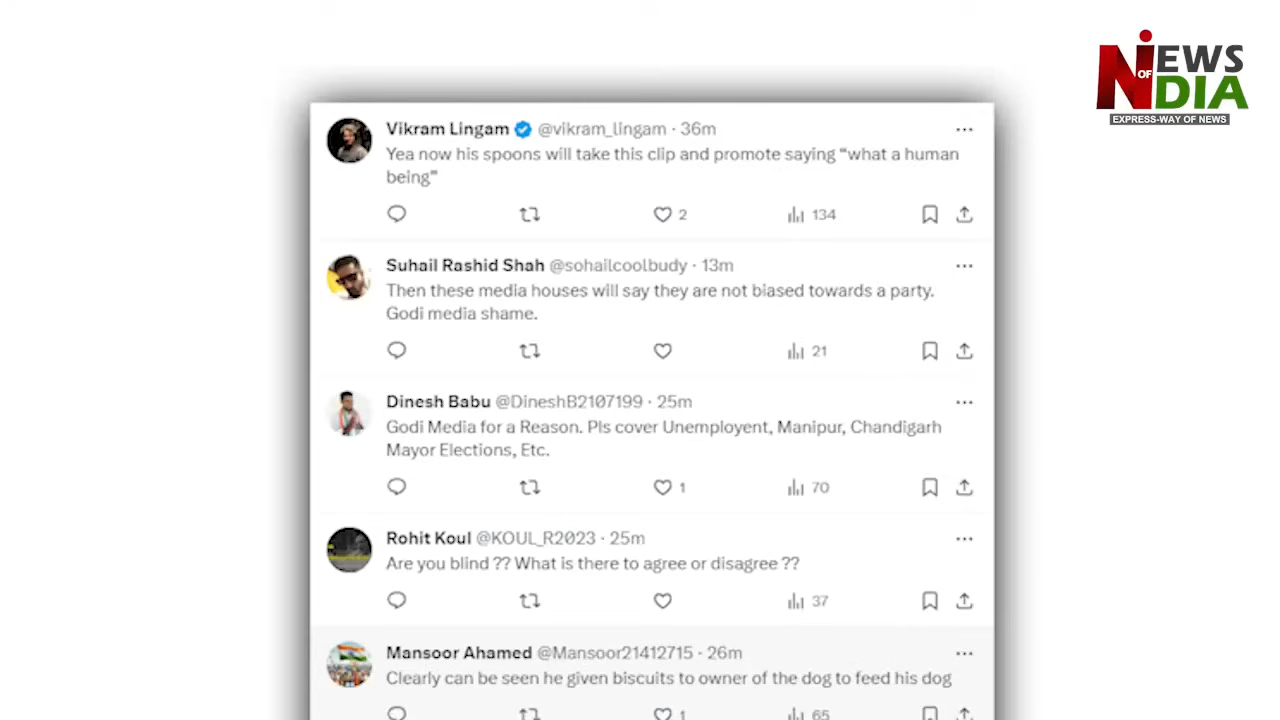 NEWS OF INDIA
EXPRESS-WAY OF NEWS
Vikram Lingam @vikram_lingam · 36m
Yea now his spoons will take this clip and promote saying “what a human
being”
2 134
Suhail Rashid Shah @sohailcoolbudy · 13m
Then these media houses will say they are not biased towards a party.
Godi media shame.
21
Dinesh Babu @DineshB2107199 · 25m
Godi Media for a Reason. Pls cover Unemployent, Manipur, Chandigarh
Mayor Elections, Etc.
1 70
Rohit Koul @KOUL_R2023 · 25m
Are you blind ?? What is there to agree or disagree ??
37
Mansoor Ahamed @Mansoor21412715 · 26m
Clearly can be seen he given biscuits to owner of the dog to feed his dog
1 65